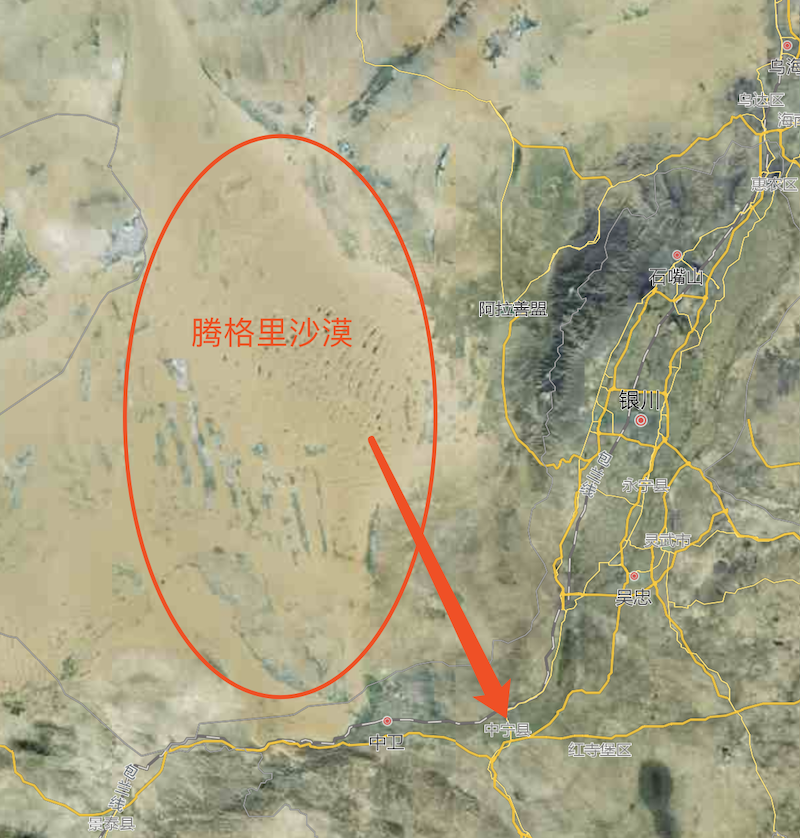 乌海
乌达区
海南
惠农区
石嘴山
阿拉善盟
腾格里沙漠
银川
包兰线
永宁县
灵武市
吴忠
中宁县
中卫
红寺堡区
包兰线
景泰县